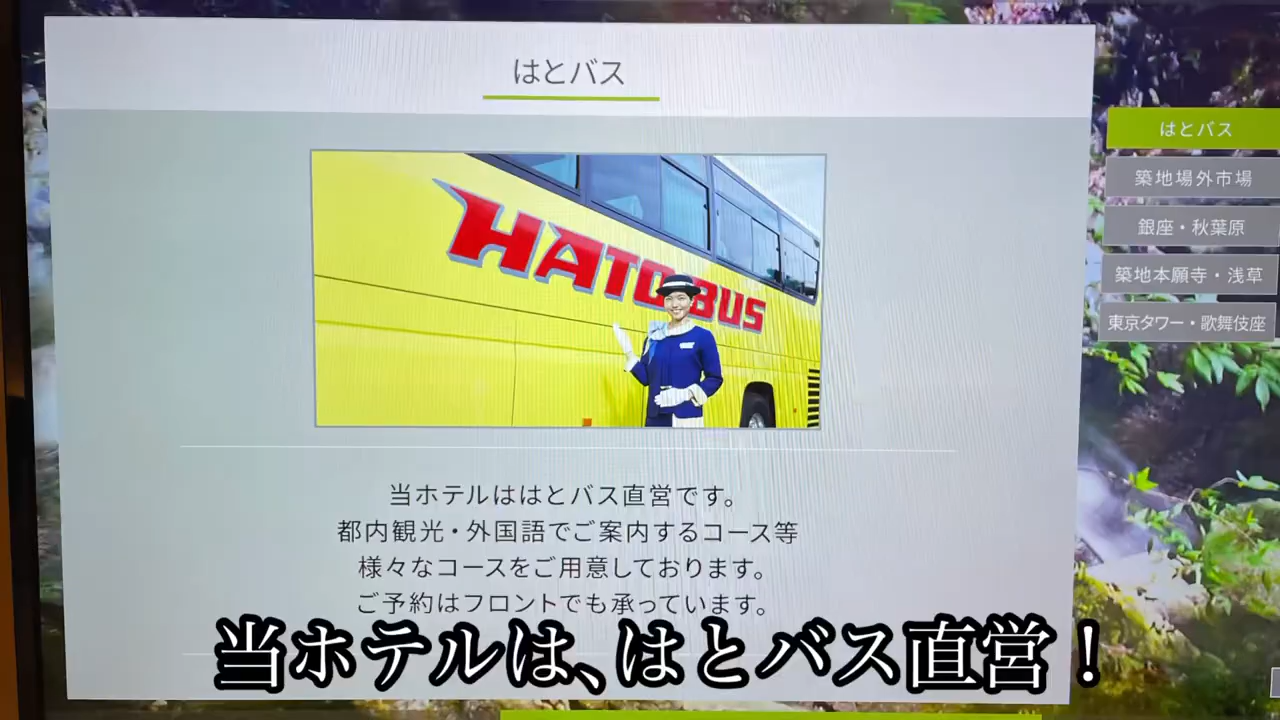 はとバス
HATO BUS
当ホテルははとバス直営です。
都内観光・外国語でご案内するコース等
様々なコースをご用意しております。
ご予約はフロントでも承っています。
当ホテルは、はとバス直営！
はとバス
築地場外市場
銀座・秋葉原
築地本願寺・浅草
東京タワー・歌舞伎座